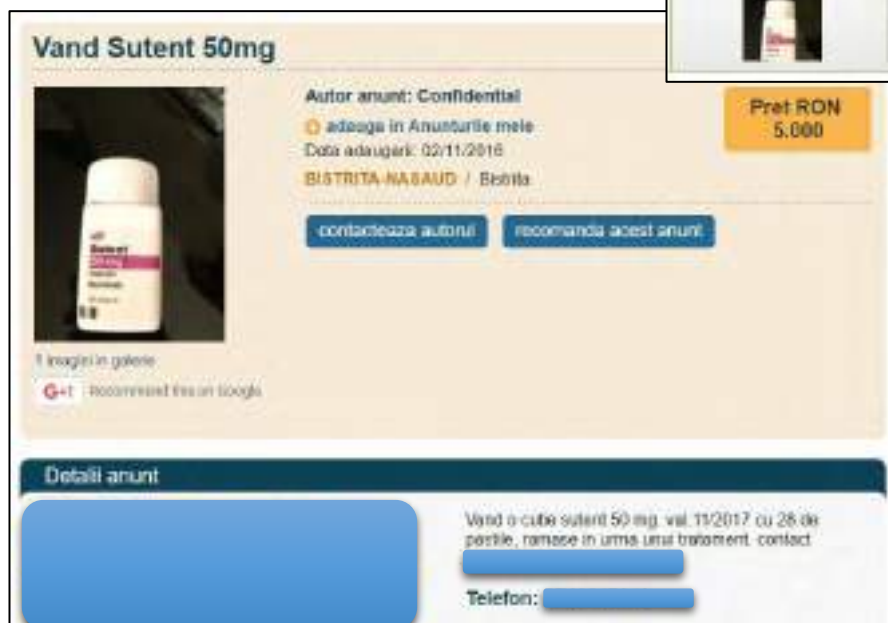 Vand Sutent 50mg
Autor anunt: Confidential
adauga in Anunturile mele
Data adaugarii: 02/11/2016
BISTRITA-NASAUD / Bistrita
Pret RON
5.000
contacteaza autorul
recomanda acest anunt
Sutent
50 mg
1 imagini in galerie
G+1 Recommend this on Google
Detalii anunt
Vand o cutie sutent 50 mg. val. 11/2017 cu 28 de
pastile, ramase in urma unui tratament. contact
Telefon: